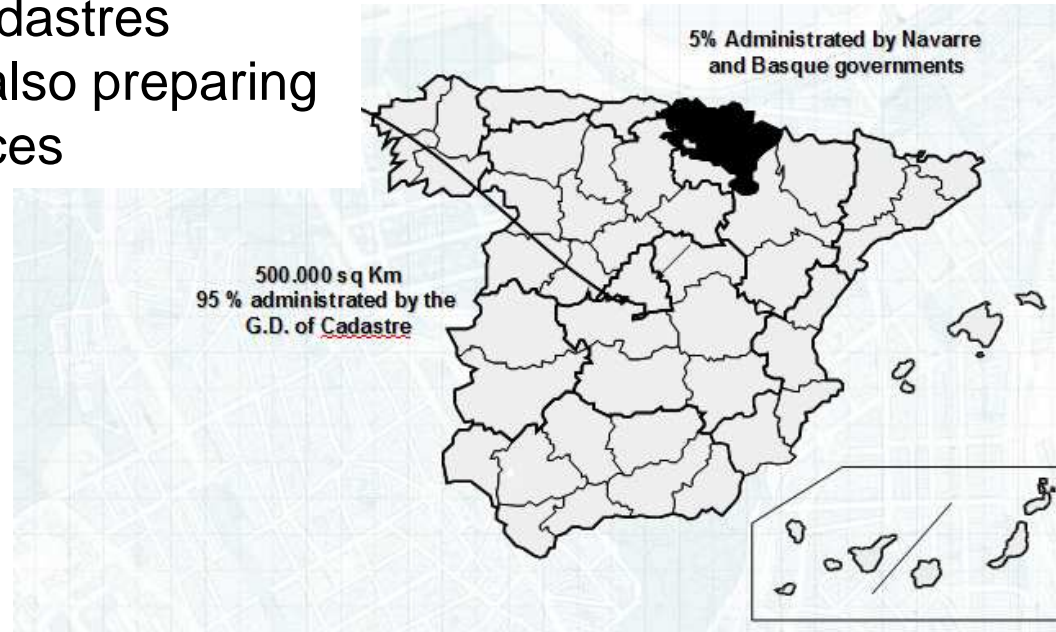 dastres
also preparing
ces
5% Administrated by Navarre
and Basque governments
500.000 sq Km
95 % administrated by the
G.D. of Cadastre